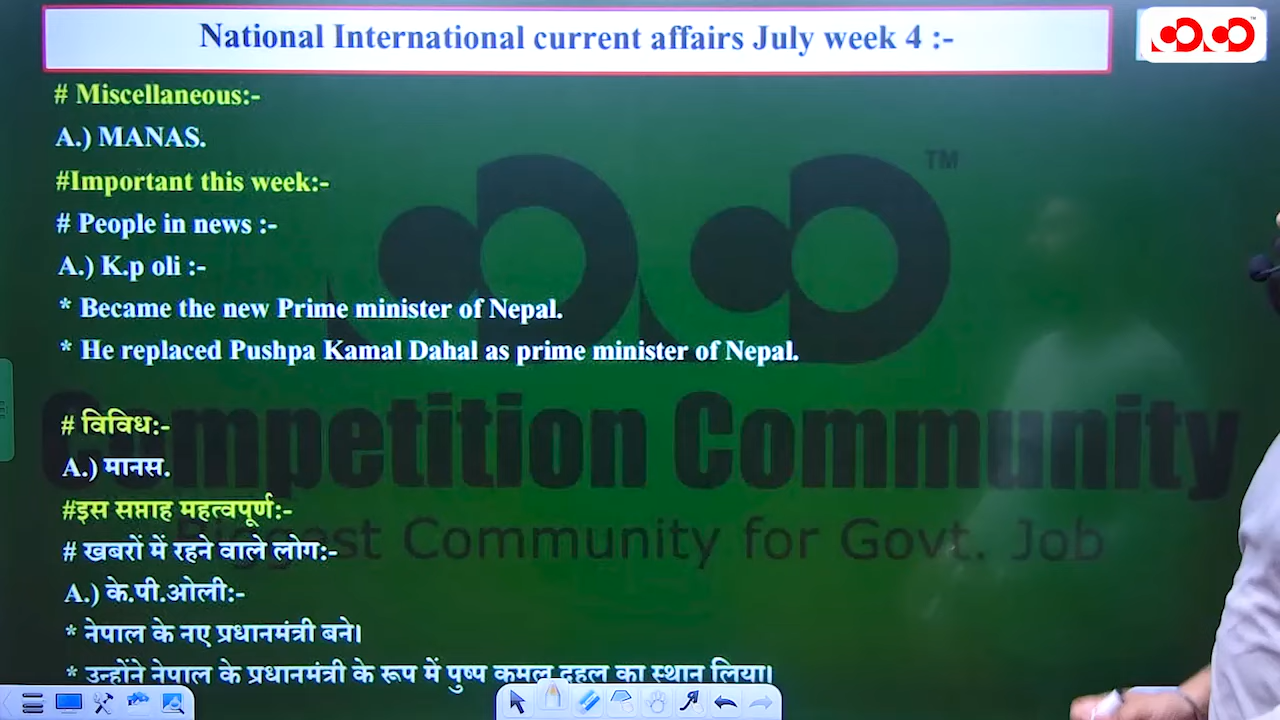 National International current affairs July week 4 :-
# Miscellaneous:-
A.) MANAS.
#Important this week:-
# People in news :-
A.) K.p oli :-
* Became the new Prime minister of Nepal.
* He replaced Pushpa Kamal Dahal as prime minister of Nepal.
# विविध:-
A.) मानस.
#इस सप्ताह महत्वपूर्ण:-
# खबरों में रहने वाले लोग:-
A.) के.पी.ओली:-
* नेपाल के नए प्रधानमंत्री बने।
* उन्होंने नेपाल के प्रधानमंत्री के रूप में पुष्प कमल दहल का स्थान लिया।
TM
Competition Community
Biggest Community for Govt. Job